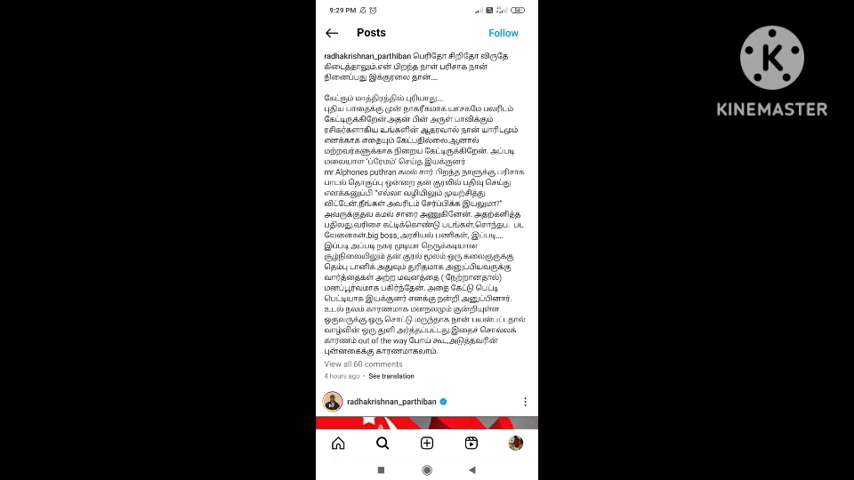 9:29 PM
Posts
Follow
KINEMASTER
radhakrishnan_parthiban பெரிதோ சிறிதோ விருதே
கிடைத்தாலும்,என் பிறந்த நாள் பரிசாக நான்
நினைப்பது இக்குரலை தான்....
கேட்ரும் மாத்திரத்தில் புரியாது....
புதிய பாதைக்கு முன் நாகரீகமாக யாசகமே பலரிடம்
கேட்டிருக்கிறேன்.அதன் பின் அருள் பாவிக்கும்
ரசிகர்களாகிய உங்களின் ஆதரவால் நான் யாரிடமும்
எனக்காக எதையும் கேட்பதில்லை.ஆனால்
மற்றவர்களுக்காக நிறைய கேட்டிருக்கிறேன். அப்படி
மலையாள 'ப்ரேமம்' செய்த இயக்குனர்
mr Alphones puthran கமல் சார் பிறந்த நாளுக்கு பரிசாக
பாடல் தொகுப்பு ஒன்றை தன் குரலில் பதிவு செய்து
எனக்கனுப்பி "எல்லா வழியிலும் முயற்சித்து
விட்டேன்,நீங்கள் அவரிடம் சேர்ப்பிக்க இயலுமா?"
அவருக்குதவ கமல் சாரை அணுகினேன். அதற்களித்த
பதிலது.வரிசை கட்டிக்கொண்டு படங்கள்,சொந்தப் பட
வேலைகள்,big boss,அரசியல் பணிகள், இப்படி....
இப்படி அப்படி நகர முடியா நெருக்கடியான
சூழ்நிலையிலும் தன் குரல் மூலம் ஒரு கலைஞருக்கு
தெம்பு டானிக் அதுவும் துரிதமாக அனுப்பியவருக்கு
வார்த்தைகள் அற்ற மவுனத்தை ( நேற்றானதால்)
மனப்பூர்வமாக பகிர்ந்தேன். அதை கேட்டு பெட்டி
பெட்டியாக இயக்குனர் எனக்கு நன்றி அனுப்பினார்.
உடல் நலம் காரணமாக மனநலமும் குன்றியுள்ள
ஒருவருக்கு ஒரு சொட்டு மருந்தாக நான் பயன்பட்டதால்
வாழ்வின் ஒரு துளி அர்த்தப்பட்டது.இதைச் சொல்லக்
காரணம் out of the way போய் கூட,அடுத்தவரின்
புன்னகைக்கு காரணமாகலாம்.
View all 60 comments
4 hours ago • See translation
radhakrishnan_parthiban